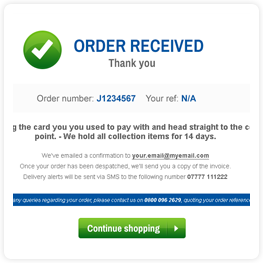 ORDER RECEIVED
Thank you
Order number: J1234567 Your ref: N/A
g the card you you used to pay with and head straight to the c
point. - We hold all collection items for 14 days.
We've emailed a confirmation to your.email@myemail.com
Once your order has been despatched, we'll send you a copy of the invoice.
Delivery alerts will be sent via SMS to the following number 07777 111222
any queries regarding your order, please contact us on 0800 096 2629, quoting your order reference
Continue shopping